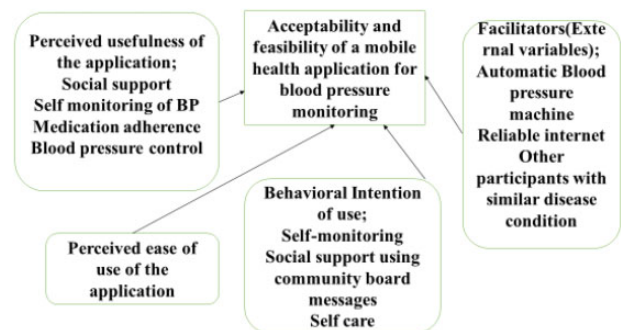 Perceived usefulness of
the application;
Social support
Self monitoring of BP
Medication adherence
Blood pressure control
Acceptability and
feasibility of a mobile
health application for
blood pressure
monitoring
Facilitators(Exte
rnal variables);
Automatic Blood
pressure
machine
Reliable internet
Other
participants with
similar disease
condition
Perceived ease of
use of the
application
Behavioral Intention
of use;
Self-monitoring
Social support using
community board
messages
Self care